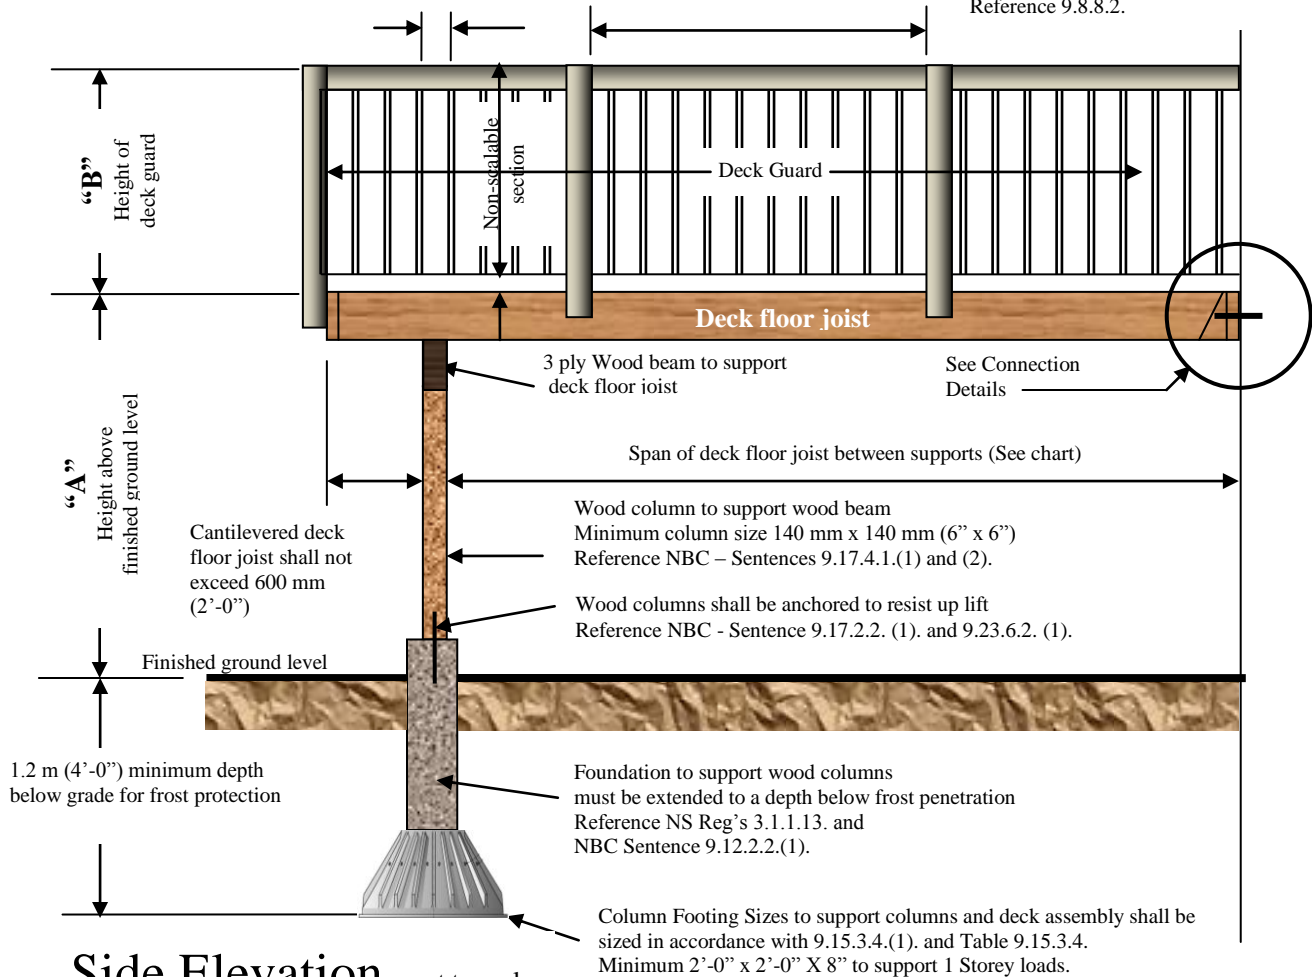 Reference 9.8.8.2.
“B”
Height of
deck guard
Non-scalable
section
Deck Guard
Deck floor joist
3 ply Wood beam to support
deck floor joist
See Connection
Details
“A”
Height above
finished ground level
Span of deck floor joist between supports (See chart)
Cantilevered deck
floor joist shall not
exceed 600 mm
(2’-0”)
Wood column to support wood beam
Minimum column size 140 mm x 140 mm (6” x 6”)
Reference NBC – Sentences 9.17.4.1.(1) and (2).
Wood columns shall be anchored to resist up lift
Reference NBC - Sentence 9.17.2.2. (1). and 9.23.6.2. (1).
Finished ground level
1.2 m (4’-0”) minimum depth
below grade for frost protection
Foundation to support wood columns
must be extended to a depth below frost penetration
Reference NS Reg’s 3.1.1.13. and
NBC Sentence 9.12.2.2.(1).
Column Footing Sizes to support columns and deck assembly shall be
sized in accordance with 9.15.3.4.(1). and Table 9.15.3.4.
Minimum 2’-0” x 2’-0” X 8” to support 1 Storey loads.
Side Elevation